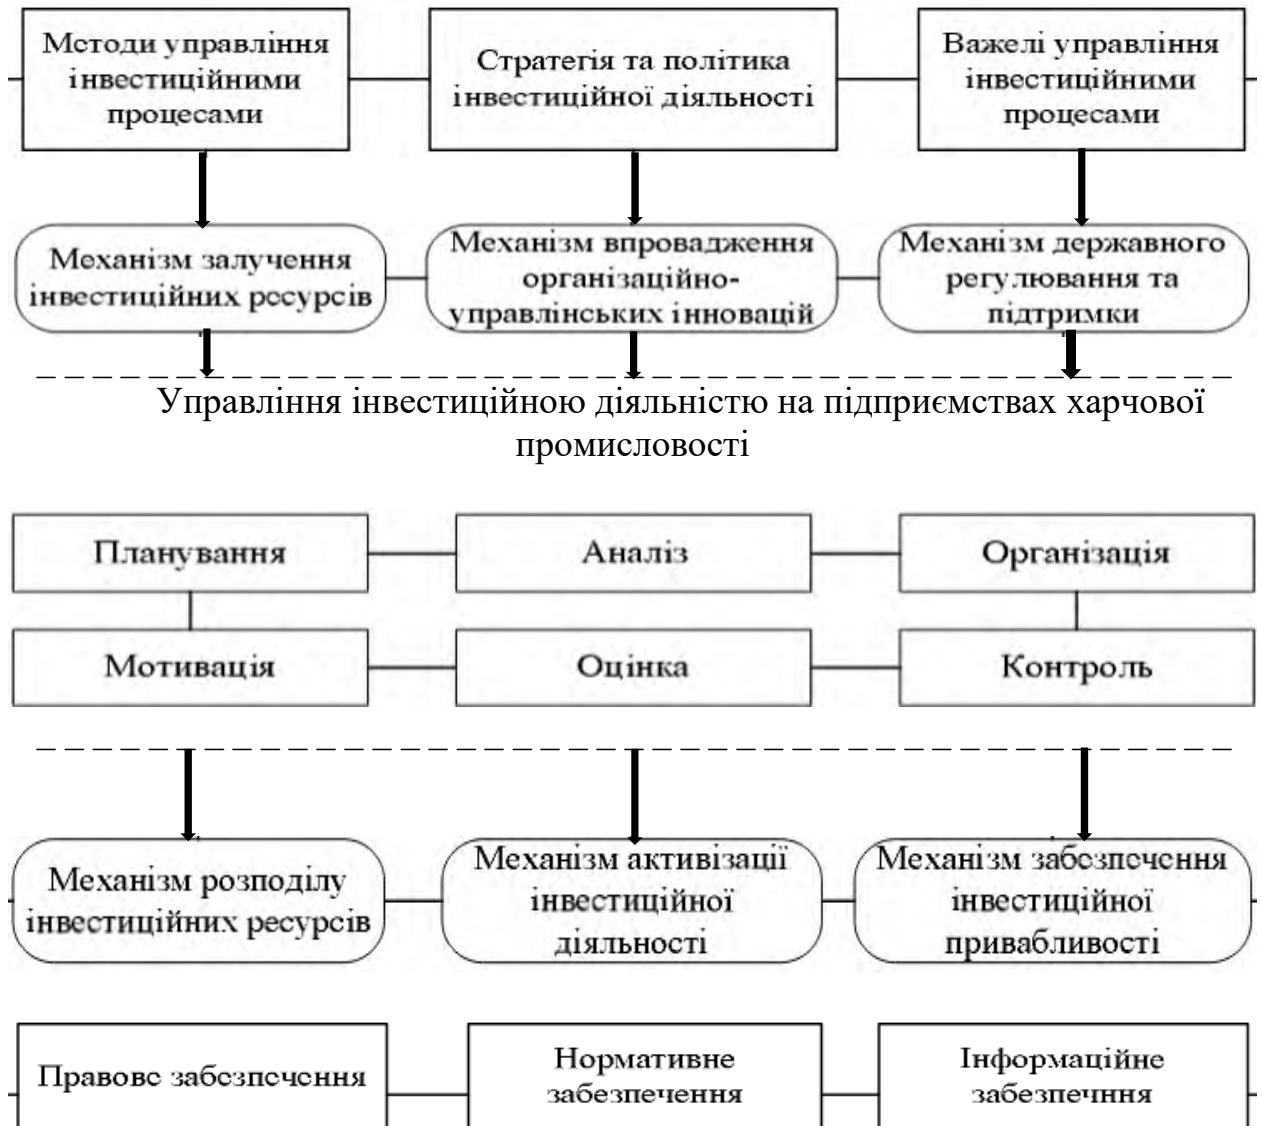 Методи управління
інвестиційними
процесами
Стратегія та політика
інвестиційної діяльності
Важелі управління
інвестиційними
процесами
Механізм залучення
інвестиційних ресурсів
Механізм впровадження
організаційно-
управлінських інновацій
Механізм державного
регулювання та
підтримки
Управління інвестиційною діяльністю на підприємствах харчової
промисловості
Планування
Аналіз
Організація
Мотивація
Оцінка
Контроль
Механізм розподілу
інвестиційних ресурсів
Механізм активізації
інвестиційної
діяльності
Механізм забезпечення
інвестиційної
привабливості
Правове забезпечення
Нормативне
забезпечення
Інформаційне
забезпечння